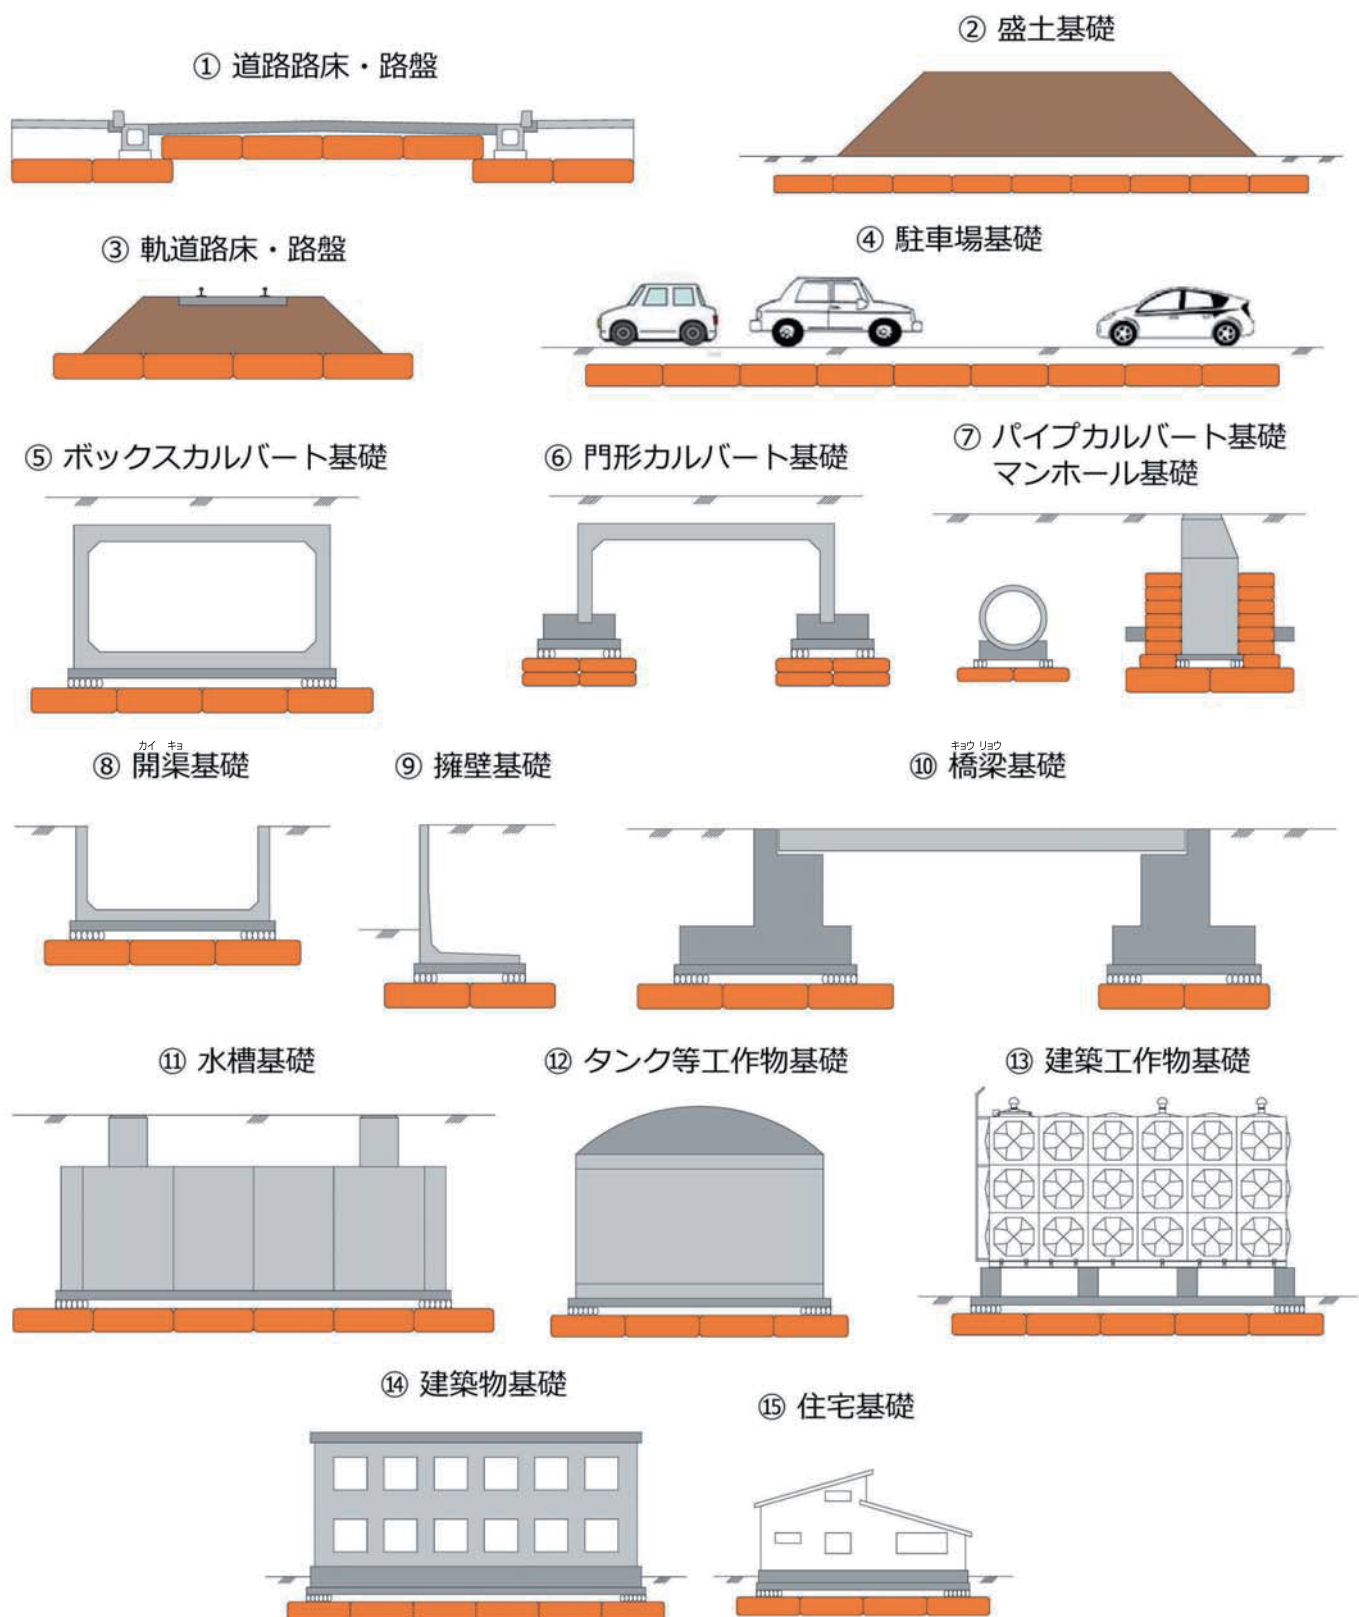 ① 道路路床・路盤
② 盛土基礎
③ 軌道路床・路盤
④ 駐車場基礎
⑤ ボックスカルバート基礎
⑥ 門形カルバート基礎
⑦ パイプカルバート基礎
マンホール基礎
カイ キョ
⑧ 開渠基礎
⑨ 擁壁基礎
キョウ リョウ
⑩ 橋梁基礎
⑪ 水槽基礎
⑫ タンク等工作物基礎
⑬ 建築工作物基礎
⑭ 建築物基礎
⑮ 住宅基礎